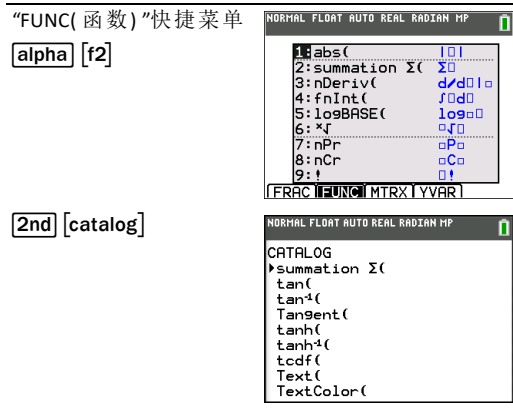 “FUNC( 函数) ”快捷菜单
alpha [f2]
NORMAL FLOAT AUTO REAL RADIAN MP
1:abs( |□|
2:summation Σ( Σ□
3:nDeriv( d/d□|□
4:fnInt( ∫□d□
5:logBASE( log□□
6:ˣ√ □√□
7:nPr □P□
8:nCr □C□
9:! □!
FRAC FUNC MTRX YVAR
2nd [catalog]
NORMAL FLOAT AUTO REAL RADIAN MP
CATALOG
▸summation Σ(
tan(
tan⁻¹(
Tangent(
tanh(
tanh⁻¹(
tcdf(
Text(
TextColor(